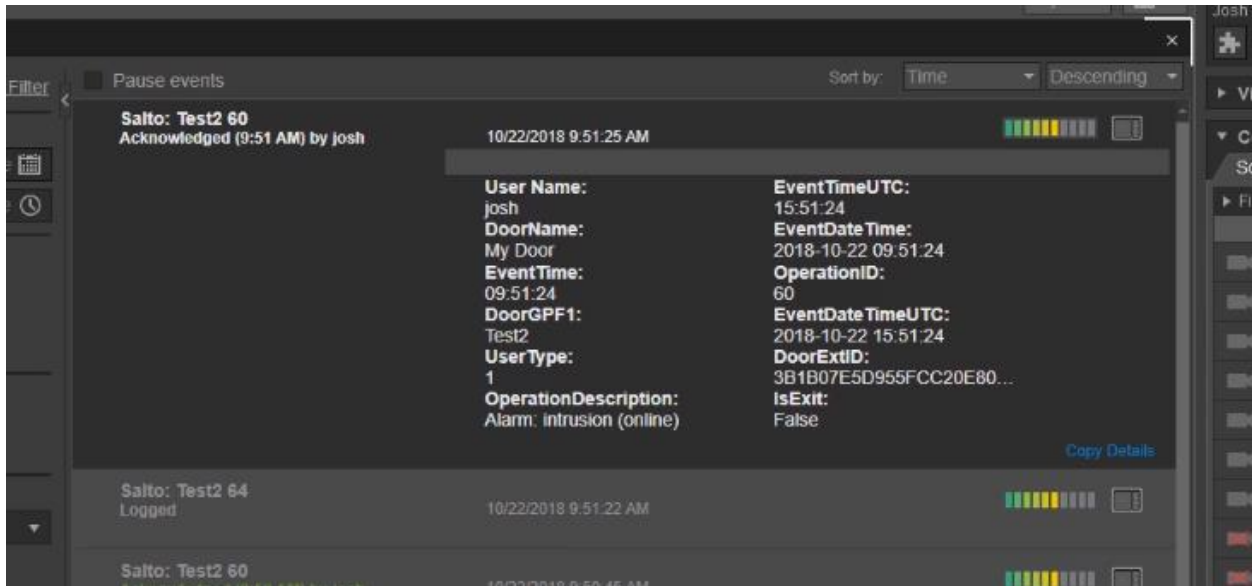 Josh
Filter
Pause events
Sort by:
Time
Descending
Salto: Test2 60
Acknowledged (9:51 AM) by josh
10/22/2018 9:51:25 AM
User Name:
josh
DoorName:
My Door
EventTime:
09:51:24
DoorGPF1:
Test2
UserType:
1
OperationDescription:
Alarm: intrusion (online)
EventTimeUTC:
15:51:24
EventDateTime:
2018-10-22 09:51:24
OperationID:
60
EventDateTimeUTC:
2018-10-22 15:51:24
DoorExtID:
3B1B07E5D955FCC20E80...
IsExit:
False
Copy Details
Salto: Test2 64
Logged
10/22/2018 9:51:22 AM
Salto: Test2 60